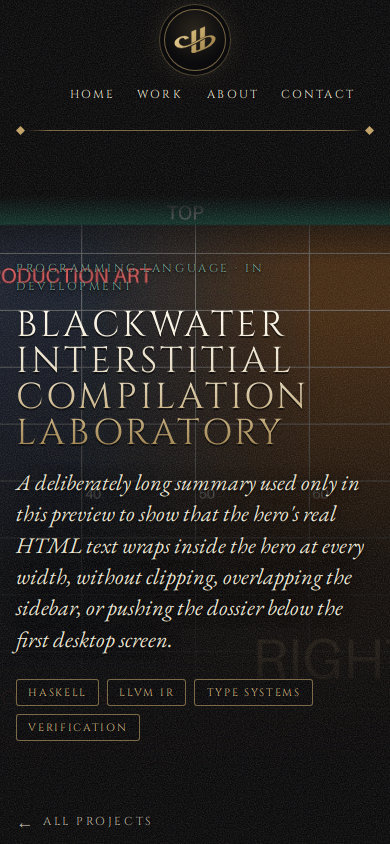 HOME WORK ABOUT CONTACT
TOP
PROGRAMMING LANGUAGE · IN
ODUCTION ART
DEVELOPMENT
BLACKWATER
INTERSTITIAL
COMPILATION
LABORATORY
A deliberately long summary used only in
40 50 60
this preview to show that the hero's real
HTML text wraps inside the hero at every
width, without clipping, overlapping the
sidebar, or pushing the dossier below the
first desktop screen.
RIGH
HASKELL LLVM IR TYPE SYSTEMS
VERIFICATION
← ALL PROJECTS